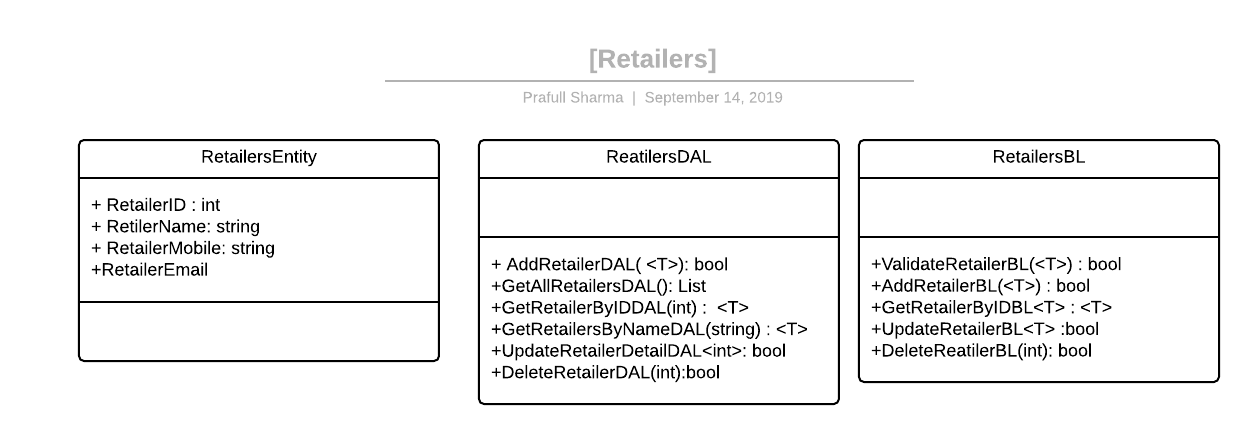 [Retailers]
Prafull Sharma | September 14, 2019
RetailersEntity
+ RetailerID : int
+ RetilerName: string
+ RetailerMobile: string
+RetailerEmail
ReatilersDAL
+ AddRetailerDAL( <T>): bool
+GetAllRetailersDAL(): List
+GetRetailerByIDDAL(int) : <T>
+GetRetailersByNameDAL(string) : <T>
+UpdateRetailerDetailDAL<int>: bool
+DeleteRetailerDAL(int):bool
RetailersBL
+ValidateRetailerBL(<T>) : bool
+AddRetailerBL(<T>) : bool
+GetRetailerByIDBL<T> : <T>
+UpdateRetailerBL<T> :bool
+DeleteReatilerBL(int): bool